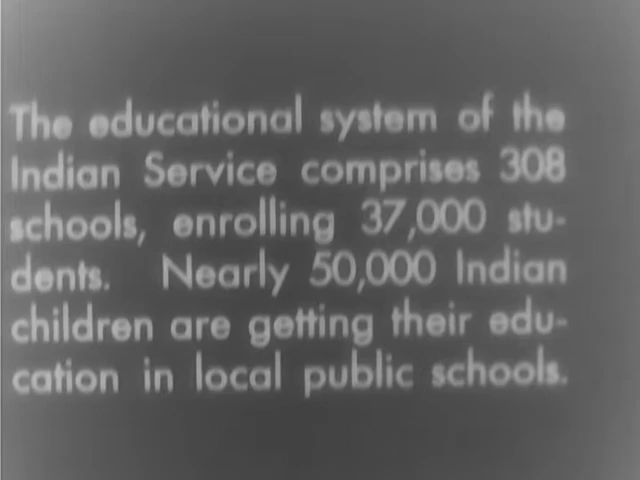 The educational system of the
Indian Service comprises 308
schools, enrolling 37,000 stu-
dents. Nearly 50,000 Indian
children are getting their edu-
cation in local public schools.